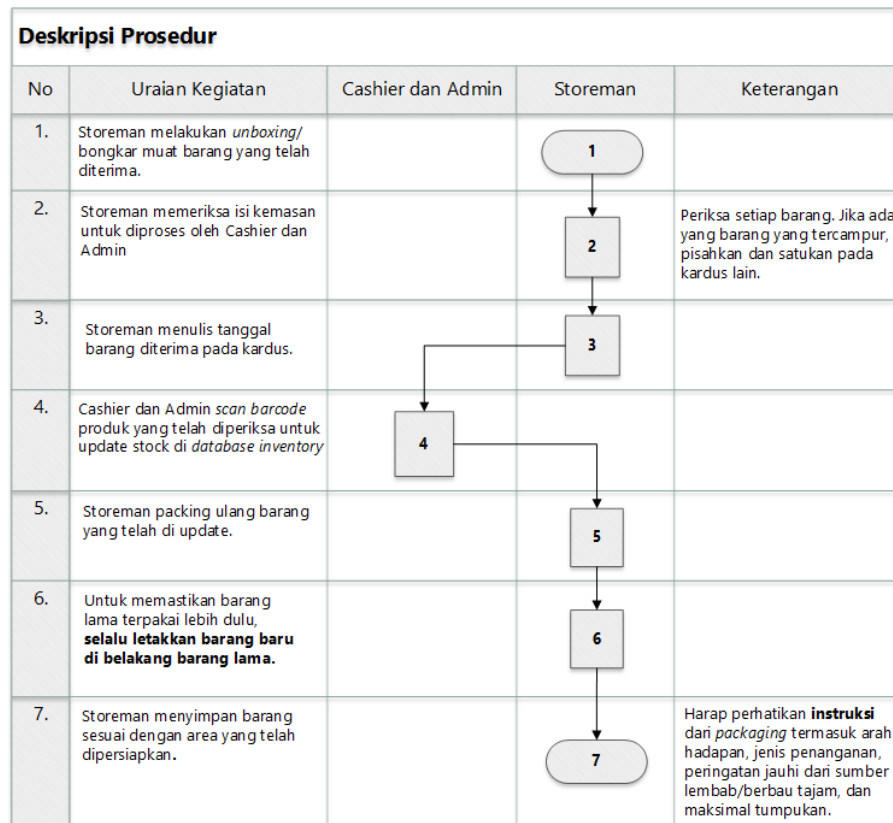 Deskripsi Prosedur
No
Uraian Kegiatan
Cashier dan Admin
Storeman
Keterangan
1.
Storeman melakukan unboxing/
bongkar muat barang yang telah
diterima.
1
2.
Storeman memeriksa isi kemasan
untuk diproses oleh Cashier dan
Admin
2
Periksa setiap barang. Jika ada
yang barang yang tercampur,
pisahkan dan satukan pada
kardus lain.
3.
Storeman menulis tanggal
barang diterima pada kardus.
3
4.
Cashier dan Admin scan barcode
produk yang telah diperiksa untuk
update stock di database inventory
4
5.
Storeman packing ulang barang
yang telah di update.
5
6.
Untuk memastikan barang
lama terpakai lebih dulu,
selalu letakkan barang baru
di belakang barang lama.
6
7.
Storeman menyimpan barang
sesuai dengan area yang telah
dipersiapkan.
7
Harap perhatikan instruksi
dari packaging termasuk arah
hadapan, jenis penanganan,
peringatan jauhi dari sumber
lembab/berbau tajam, dan
maksimal tumpukan.